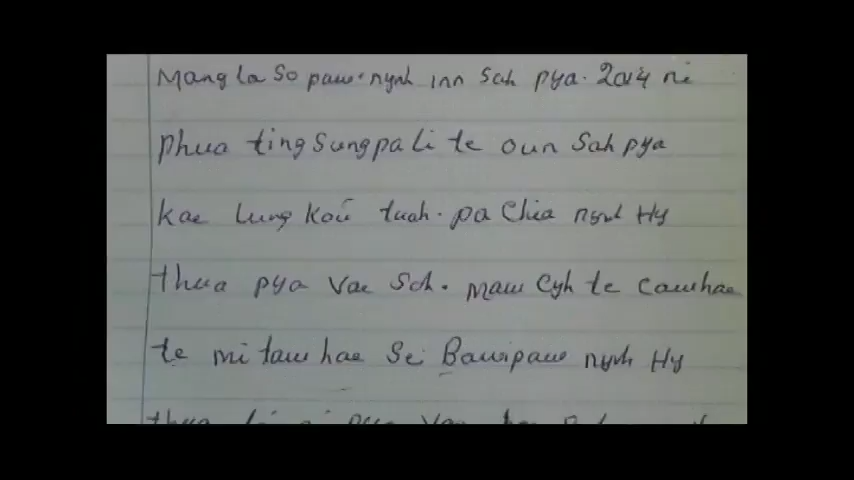 Mang la so paw. nynh inn Sah pya. 2014 ni
phua ting Sungpa li te oun Sah pya
kae lung Koü tuah. pa Chia nynh Hy
thua pya Vae Soh. Maw Cyh te Cawhae
te mi taw hae Se Bawipaw nynh Hy